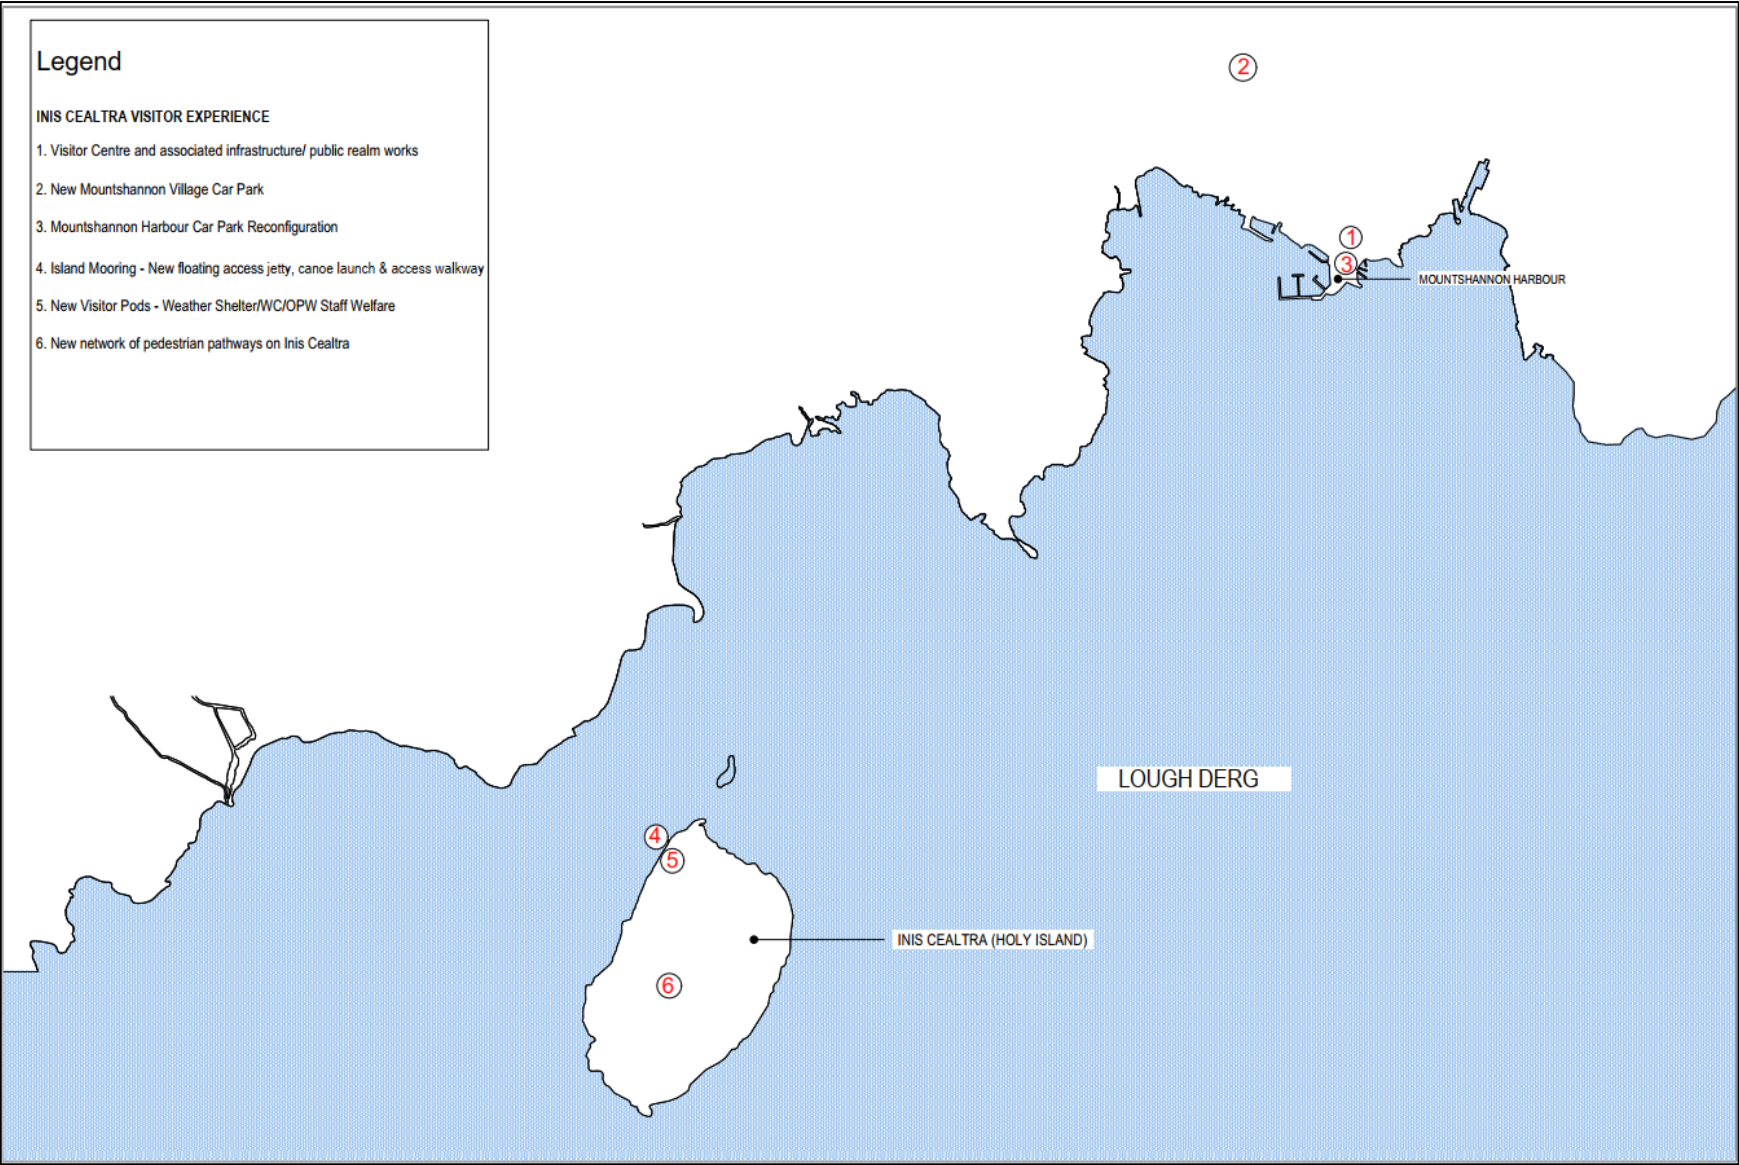 Legend
INIS CEALTRA VISITOR EXPERIENCE
1. Visitor Centre and associated infrastructure/ public realm works
2. New Mountshannon Village Car Park
3. Mountshannon Harbour Car Park Reconfiguration
4. Island Mooring - New floating access jetty, canoe launch & access walkway
5. New Visitor Pods - Weather Shelter/WC/OPW Staff Welfare
6. New network of pedestrian pathways on Inis Cealtra
2
1
3
MOUNTSHANNON HARBOUR
LOUGH DERG
4
5
INIS CEALTRA (HOLY ISLAND)
6